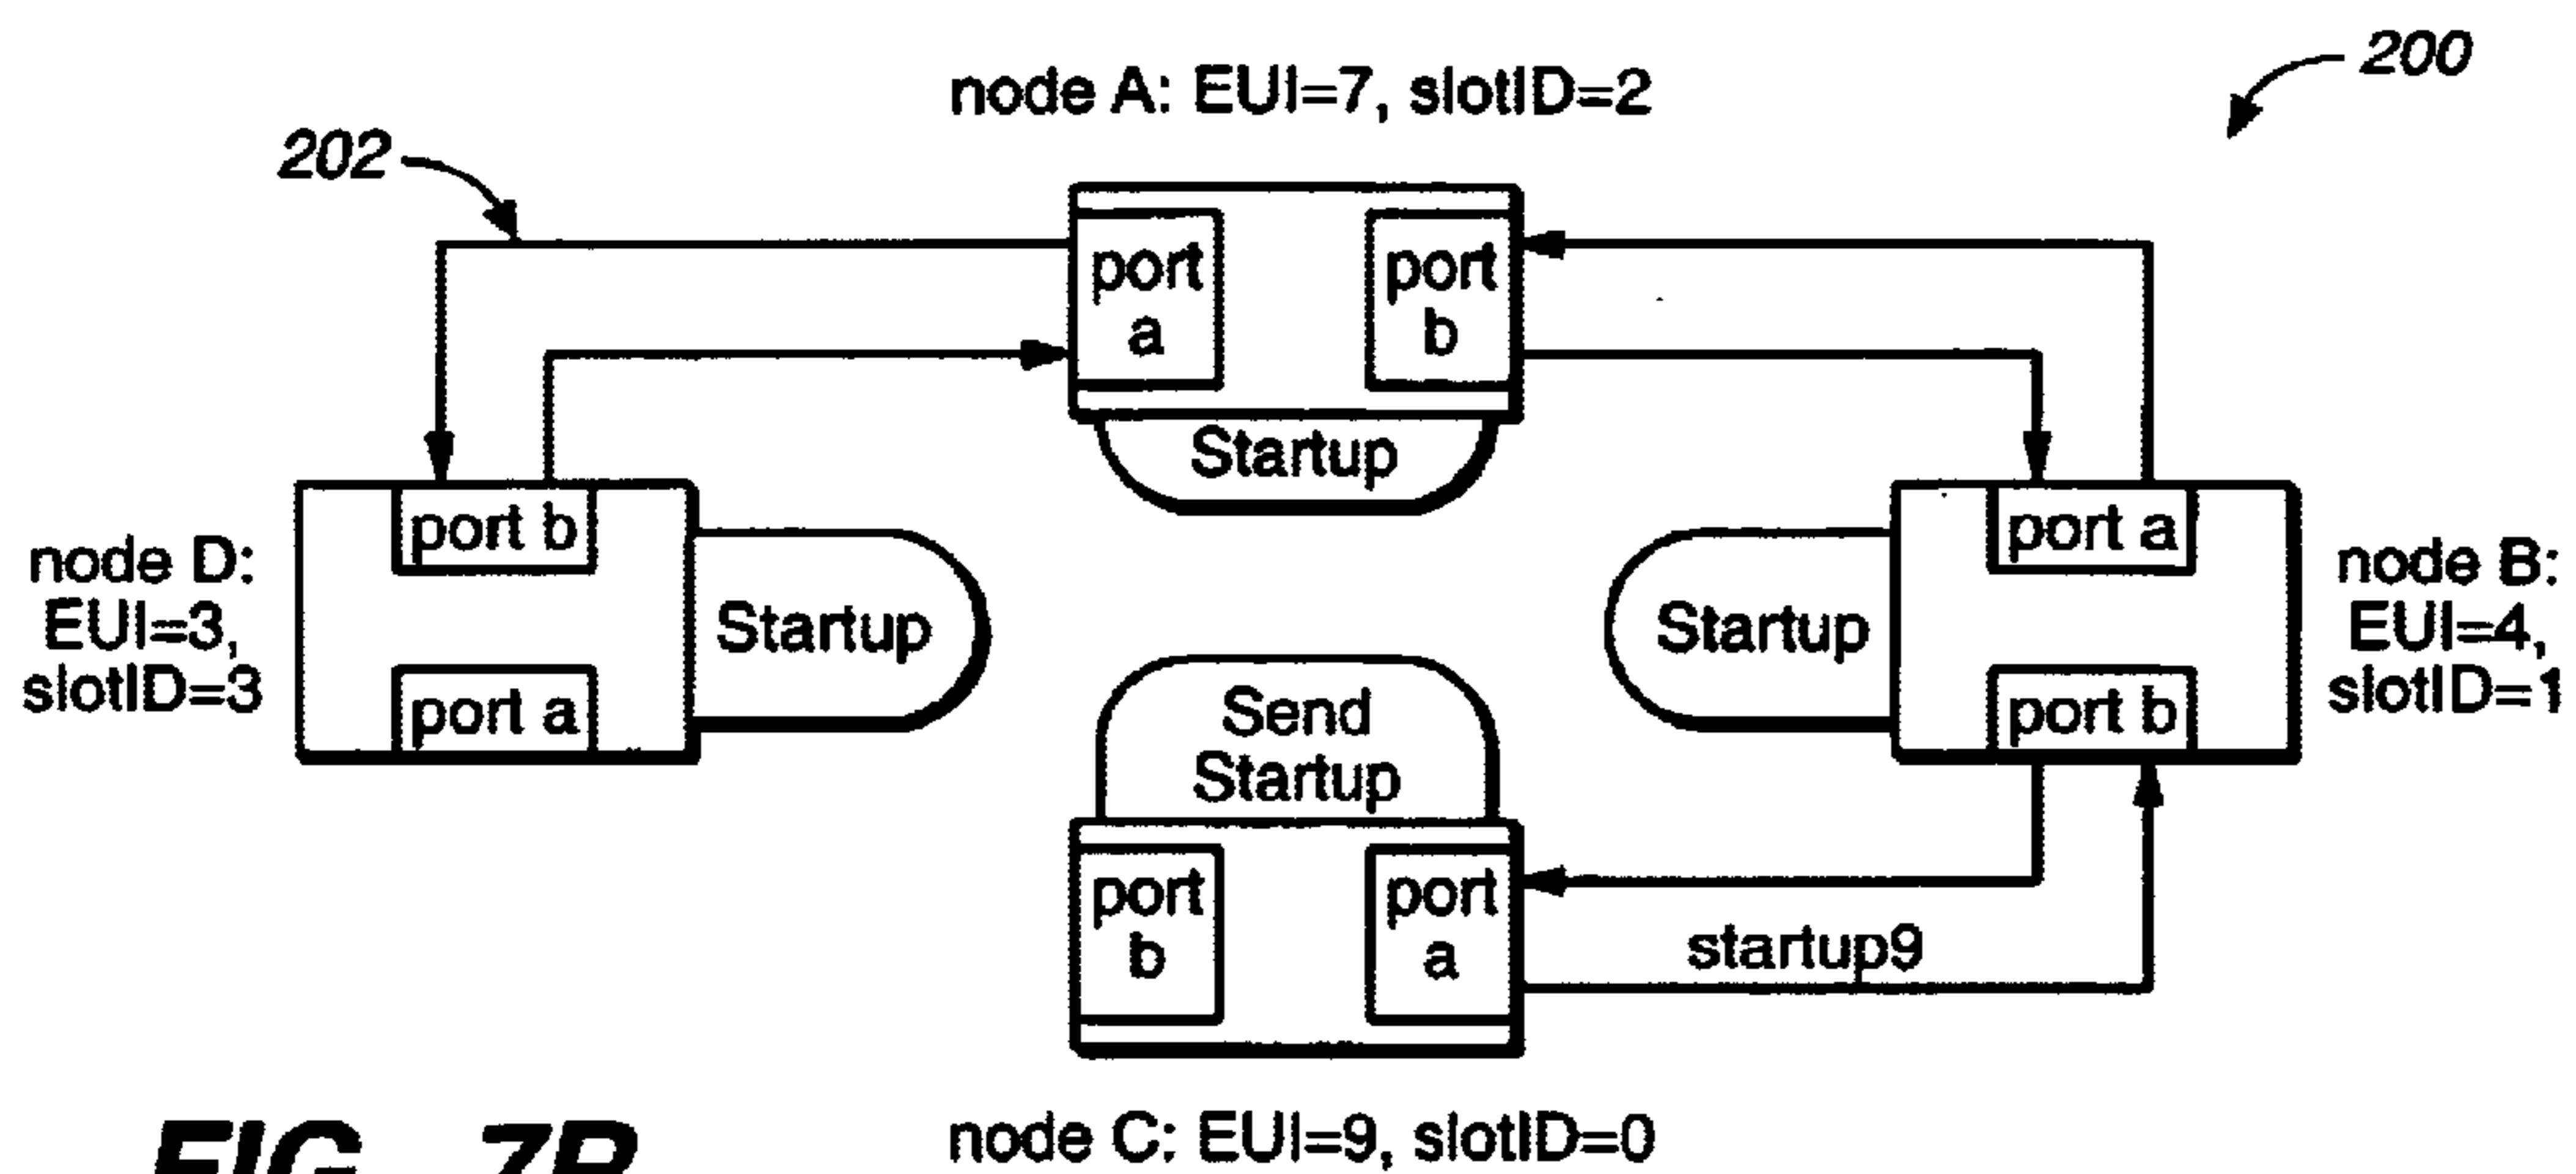 200
node A: EUI=7, slotID=2
202
port
a
port
b
Startup
node D:
EUI=3,
slotID=3
port b
port a
Startup
Startup
port a
port b
node B:
EUI=4,
slotID=1
Send
Startup
port
b
port
a
startup9
node C: EUI=9, slotID=0